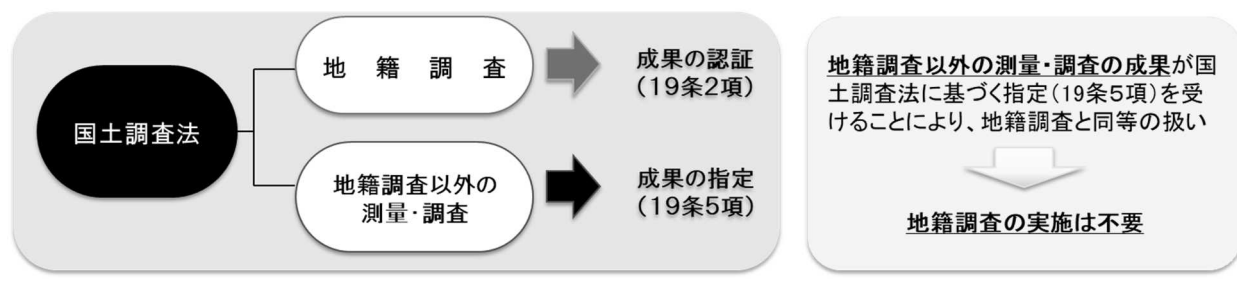 国土調査法
地籍調査
成果の認証
(19条2項)
地籍調査以外の
測量・調査
成果の指定
(19条5項)
地籍調査以外の測量・調査の成果が国
土調査法に基づく指定(19条5項)を受
けることにより、地籍調査と同等の扱い
地籍調査の実施は不要